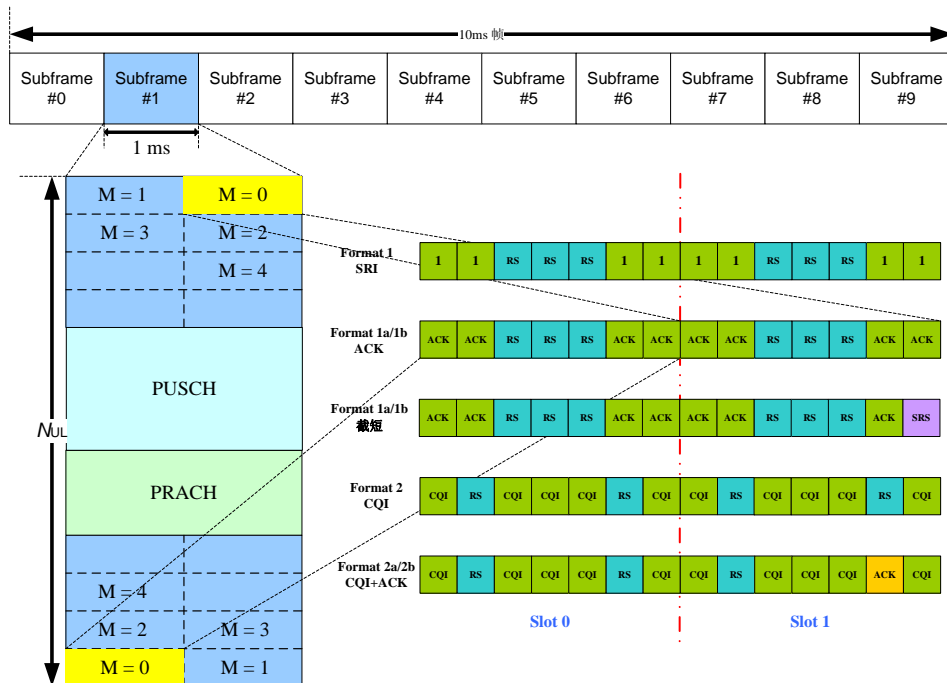 10ms 帧
Subframe #0 Subframe #1 Subframe #2 Subframe #3 Subframe #4 Subframe #5 Subframe #6 Subframe #7 Subframe #8 Subframe #9
1 ms
M = 1 M = 0
M = 3 M = 2
M = 4
PUSCH
NUL
PRACH
M = 4
M = 2 M = 3
M = 0 M = 1
Format 1
SRI
1 1 RS RS RS 1 1 1 1 RS RS RS 1 1
Format 1a/1b
ACK
ACK ACK RS RS RS ACK ACK ACK ACK RS RS RS ACK ACK
Format 1a/1b
截短
ACK ACK RS RS RS ACK ACK ACK ACK RS RS RS ACK SRS
Format 2
CQI
CQI RS CQI CQI CQI RS CQI CQI RS CQI CQI CQI RS CQI
Format 2a/2b
CQI+ACK
CQI RS CQI CQI CQI RS CQI CQI RS CQI CQI CQI ACK CQI
Slot 0 Slot 1